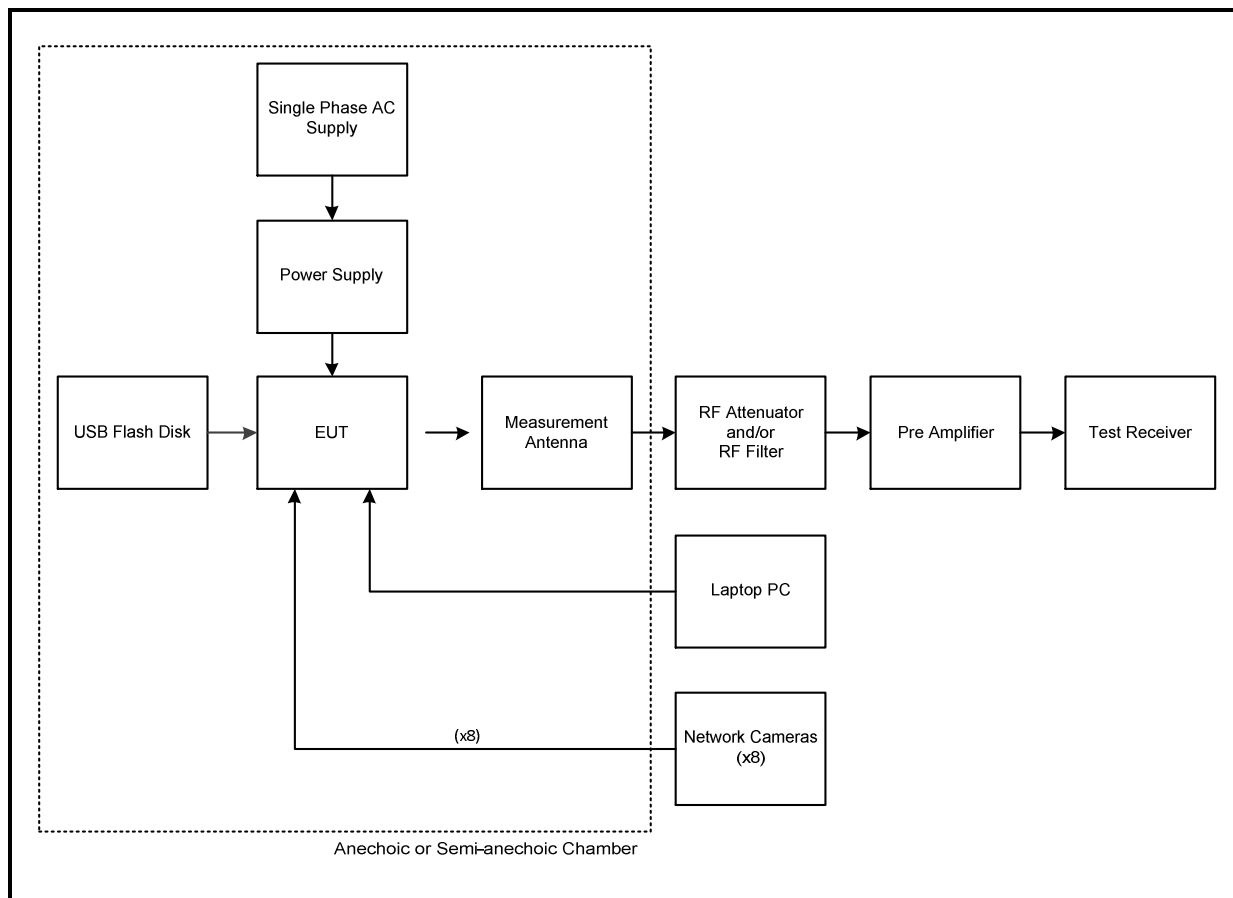 Single Phase AC
Supply
Power Supply
USB Flash Disk
EUT
Measurement
Antenna
RF Attenuator
and/or
RF Filter
Pre Amplifier
Test Receiver
Laptop PC
(x8)
Network Cameras
(x8)
Anechoic or Semi-anechoic Chamber